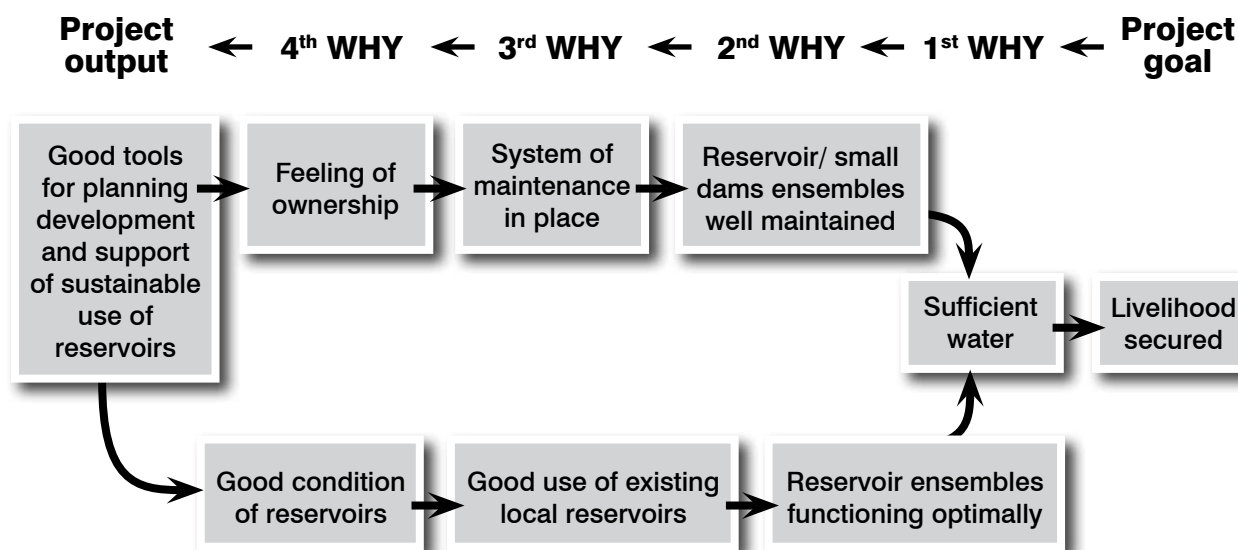 Project
output
4th WHY
3rd WHY
2nd WHY
1st WHY
Project
goal
Good tools
for planning
development
and support
of sustainable
use of
reservoirs
Feeling of
ownership
System of
maintenance
in place
Reservoir/ small
dams ensembles
well maintained
Sufficient
water
Livelihood
secured
Good condition
of reservoirs
Good use of existing
local reservoirs
Reservoir ensembles
functioning optimally